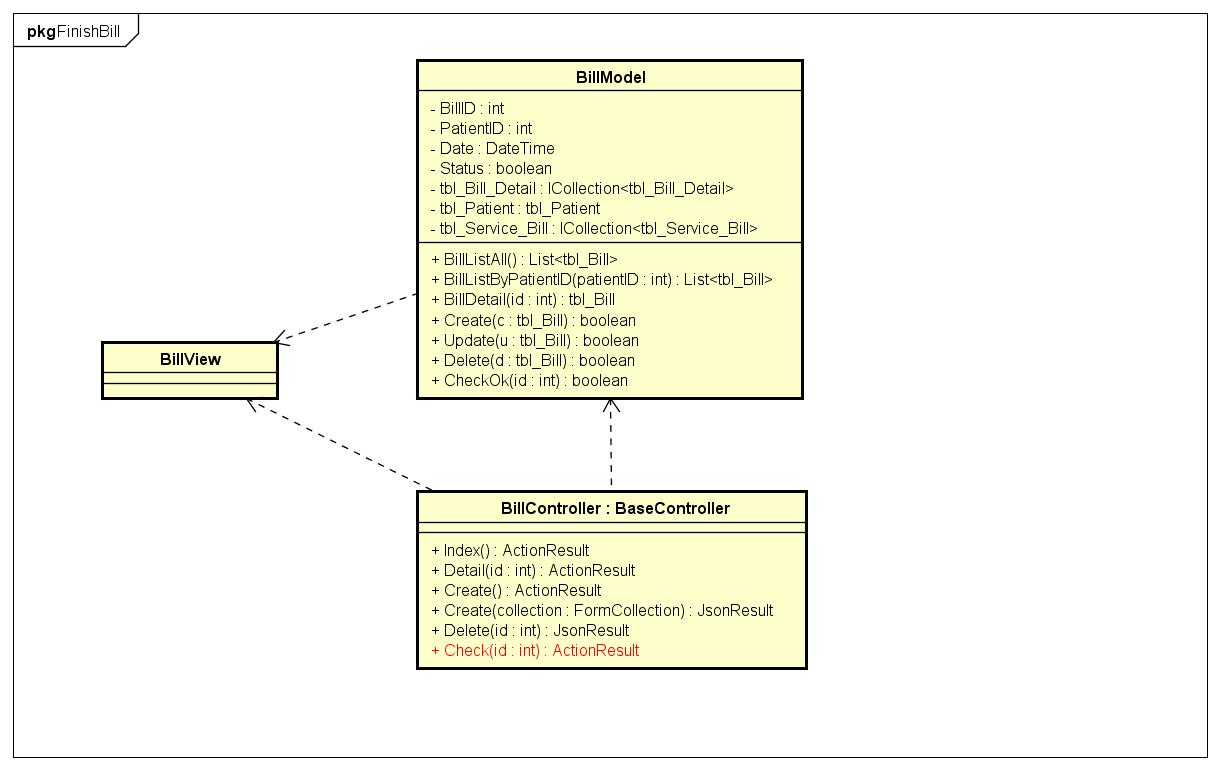 pkg FinishBill
BillModel
- BillID : int
- PatientID : int
- Date : DateTime
- Status : boolean
- tbl_Bill_Detail : ICollection<tbl_Bill_Detail>
- tbl_Patient : tbl_Patient
- tbl_Service_Bill : ICollection<tbl_Service_Bill>
+ BillListAll() : List<tbl_Bill>
+ BillListByPatientID(patientID : int) : List<tbl_Bill>
+ BillDetail(id : int) : tbl_Bill
+ Create(c : tbl_Bill) : boolean
+ Update(u : tbl_Bill) : boolean
+ Delete(d : tbl_Bill) : boolean
+ CheckOk(id : int) : boolean
BillView
BillController : BaseController
+ Index() : ActionResult
+ Detail(id : int) : ActionResult
+ Create() : ActionResult
+ Create(collection : FormCollection) : JsonResult
+ Delete(id : int) : JsonResult
+ Check(id : int) : ActionResult